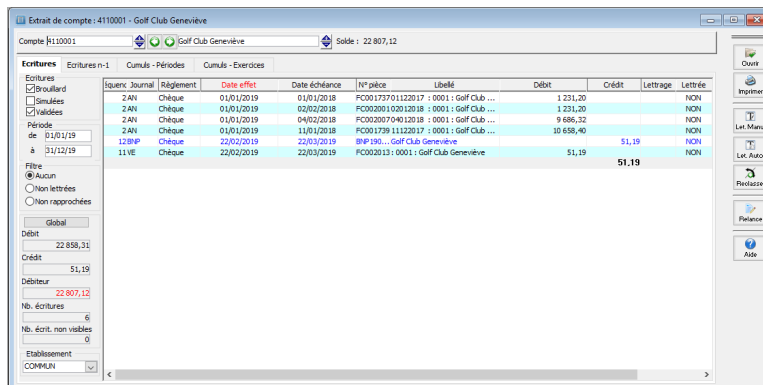 Extrait de compte : 4110001 - Golf Club Geneviève
Compte 4110001 Golf Club Geneviève Solde : 22 807,12
Ecritures Ecritures n-1 Cumuls - Périodes Cumuls - Exercices
Ecritures
Brouillard
Simulées
Validées
Période
de 01/01/19
à 31/12/19
Filtre
Aucun
Non lettrées
Non rapprochées
Global
Débit
22 858,31
Crédit
51,19
Débiteur
22 807,12
Nb. écritures
6
Nb. écrit. non visibles
0
Etablissement
COMMUN
équenc Journal Règlement Date effet Date échéance N° pièce Libellé Débit Crédit Lettrage Lettrée
2 AN Chèque 01/01/2019 01/01/2018 FC00173701122017 : 0001 : Golf Club ... 1 231,20 NON
2 AN Chèque 01/01/2019 02/02/2018 FC00200102012018 : 0001 : Golf Club ... 1 231,20 NON
2 AN Chèque 01/01/2019 04/02/2018 FC00200704012018 : 0001 : Golf Club ... 9 686,32 NON
2 AN Chèque 01/01/2019 11/01/2018 FC001739 11122017 : 0001 : Golf Club ... 10 658,40 NON
12 BNP Chèque 22/02/2019 22/03/2019 BNP190... Golf Club Geneviève 51,19 NON
11 VE Chèque 22/02/2019 22/03/2019 FC002013 : 0001 : Golf Club Geneviève 51,19 NON
51,19
Ouvrir
Imprimer
Let. Manu
Let. Auto
Reclasse
Relance
Aide